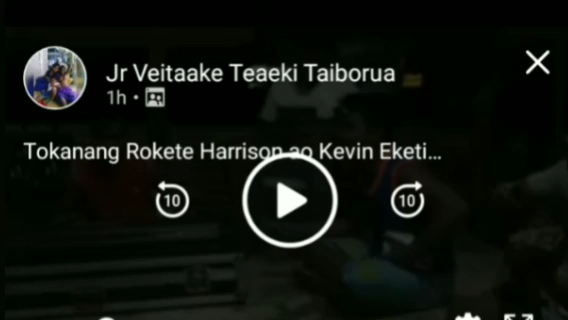 Jr Veitaake Teaeki Taiborua
1h •
Tokanang Rokete Harrison ao Kevin Eketi...
10
10